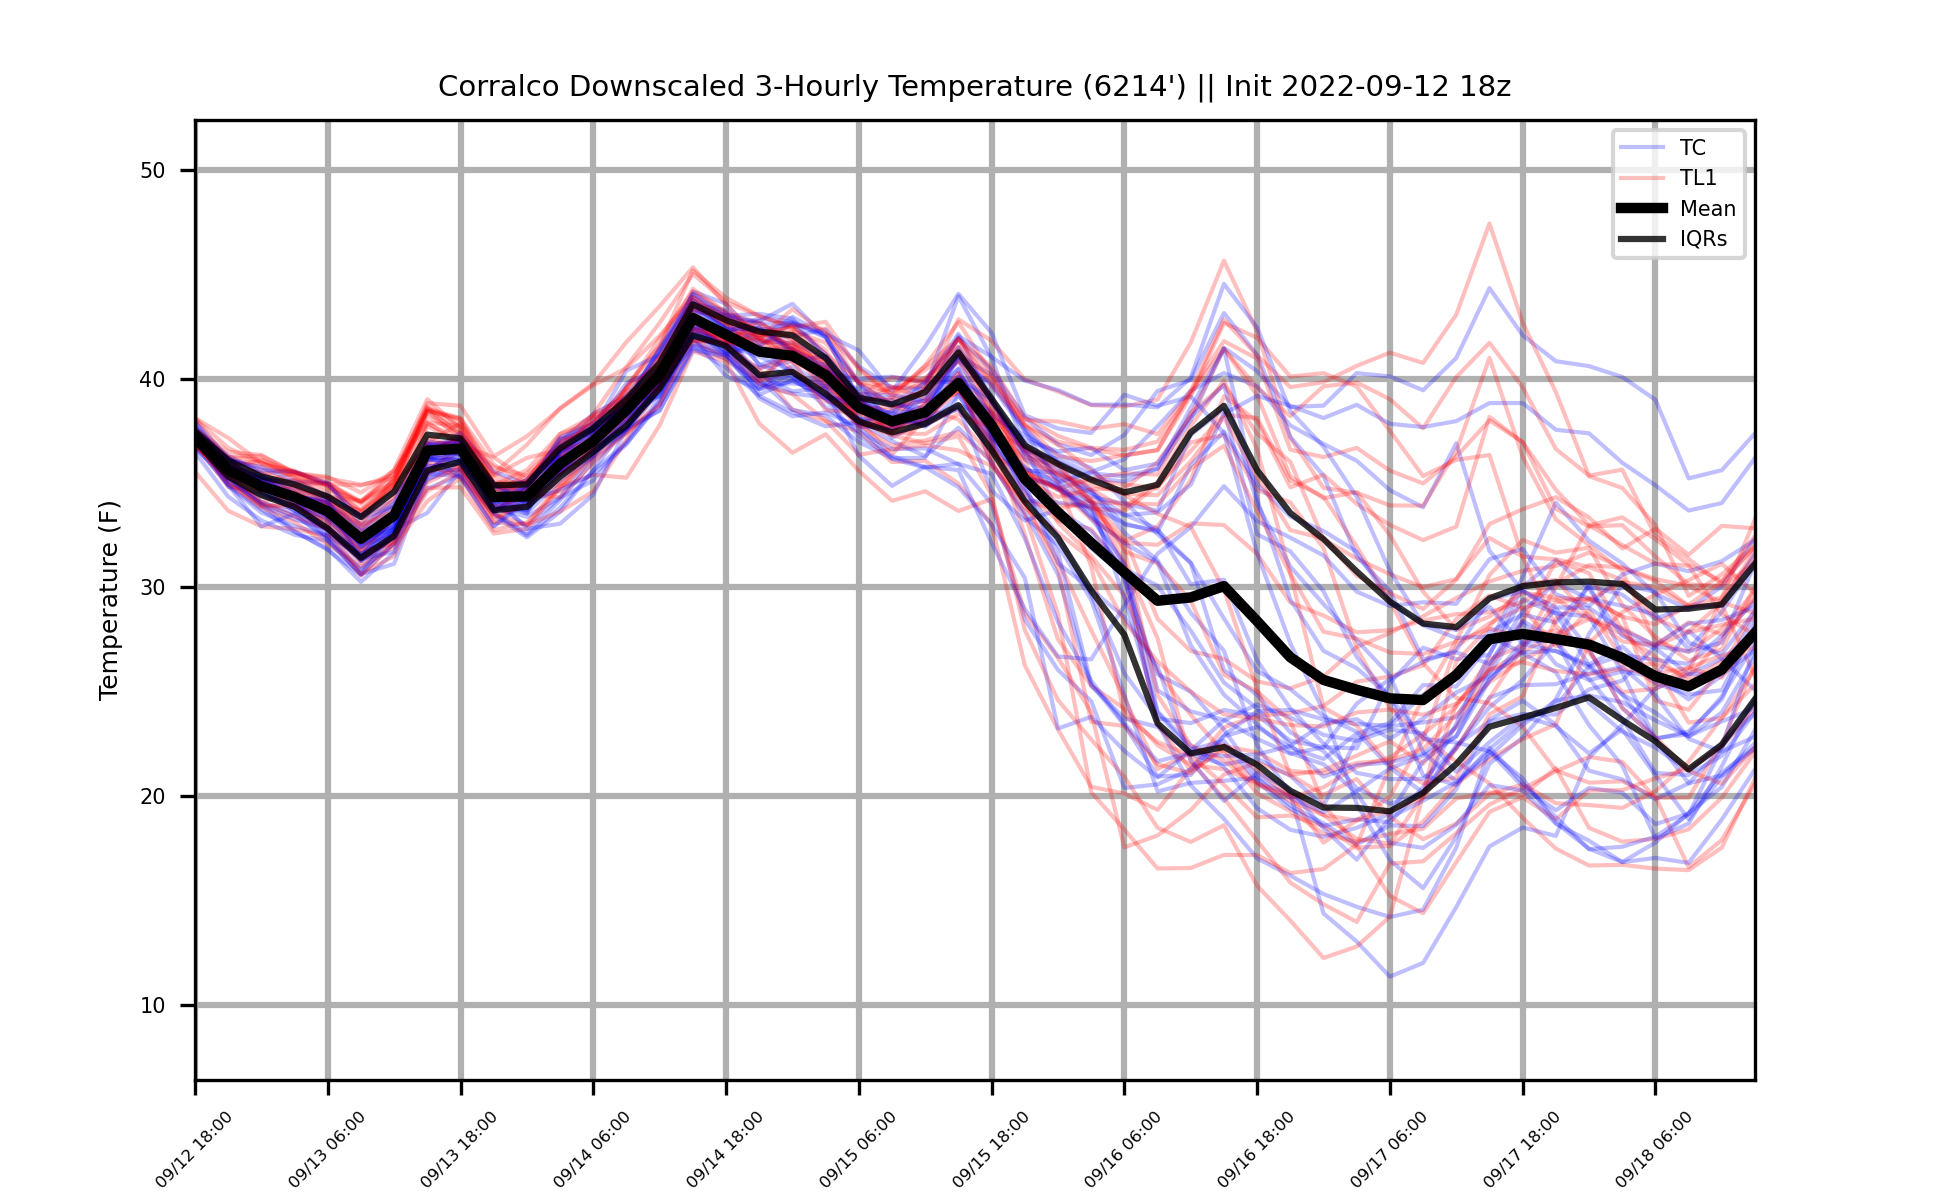 Corralco Downscaled 3-Hourly Temperature (6214') || Init 2022-09-12 18z
TC
TL1
Mean
IQRs
Temperature (F)
50
40
30
20
10
09/12 18:00
09/13 06:00
09/13 18:00
09/14 06:00
09/14 18:00
09/15 06:00
09/15 18:00
09/16 06:00
09/16 18:00
09/17 06:00
09/17 18:00
09/18 06:00